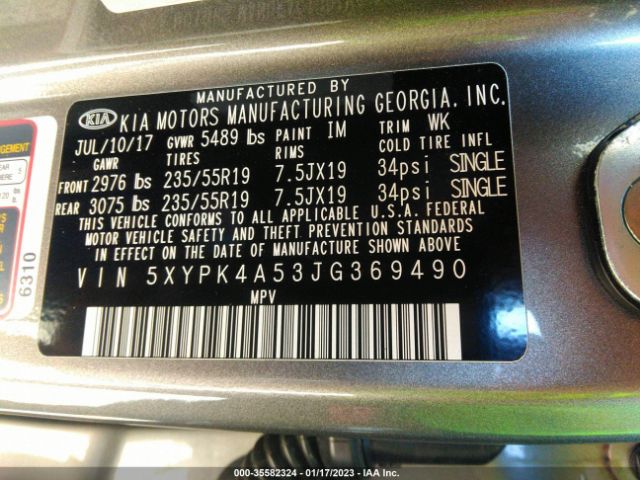 MANUFACTURED BY
KIA KIA MOTORS MANUFACTURING GEORGIA, INC.
JUL/10/17 GVWR 5489 lbs PAINT IM TRIM WK
GAWR TIRES RIMS COLD TIRE INFL
FRONT 2976 lbs 235/55R19 7.5JX19 34psi SINGLE
REAR 3075 lbs 235/55R19 7.5JX19 34psi SINGLE
THIS VEHICLE CONFORMS TO ALL APPLICABLE U.S.A. FEDERAL
MOTOR VEHICLE SAFETY AND THEFT PREVENTION STANDARDS
IN EFFECT ON THE DATE OF MANUFACTURE SHOWN ABOVE
VIN 5XYPK4A53JG369490
MPV
6310
000-35582324 - 01/17/2023 - IAA Inc.